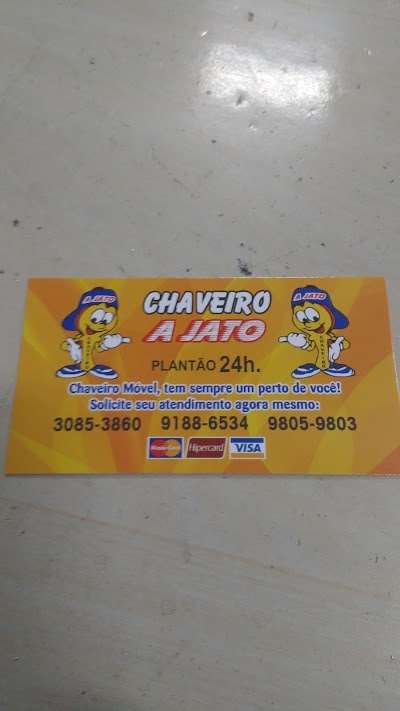 A JATO
A JATO
CHAVEIRO
A JATO
PLANTÃO 24h.
Chaveiro Móvel, tem sempre um perto de você!
Solicite seu atendimento agora mesmo:
3085-3860 9188-6534 9805-9803
MasterCard Hipercard VISA